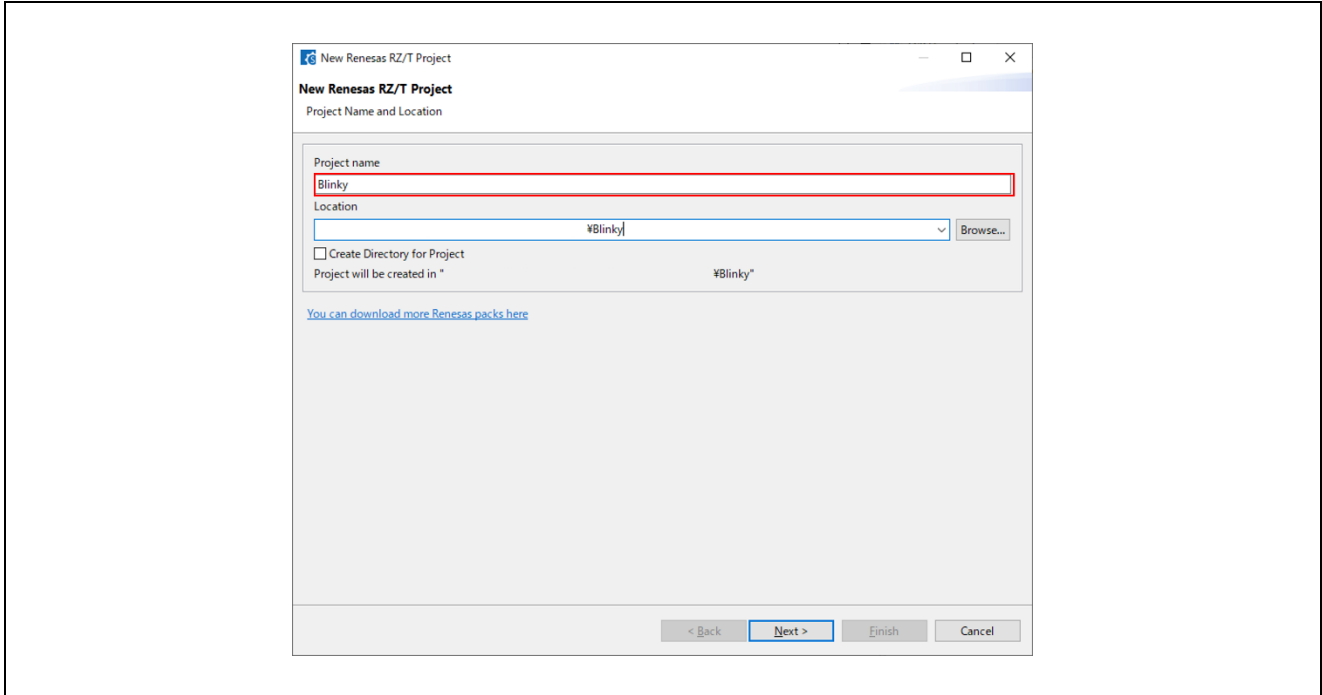 New Renesas RZ/T Project
New Renesas RZ/T Project
Project Name and Location
Project name
Blinky
Location
¥Blinky
Browse...
Create Directory for Project
Project will be created in " ¥Blinky"
You can download more Renesas packs here
< Back Next > Finish Cancel